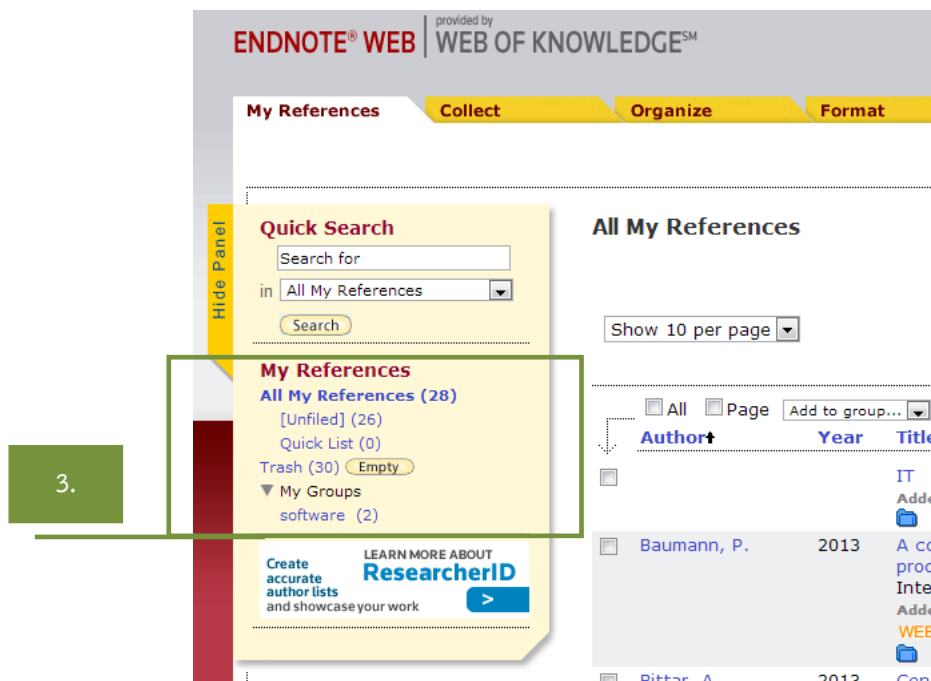 provided by
ENDNOTE® WEB WEB OF KNOWLEDGE℠
My References Collect Organize Format
Hide Panel
Quick Search
Search for
in All My References
Search
My References
All My References (28)
[Unfiled] (26)
Quick List (0)
Trash (30) Empty
▼ My Groups
software (2)
3.
Create accurate author lists and showcase your work
LEARN MORE ABOUT
ResearcherID
>
All My References
Show 10 per page
All Page Add to group...
Author Year
IT
Baumann, P. 2013 A